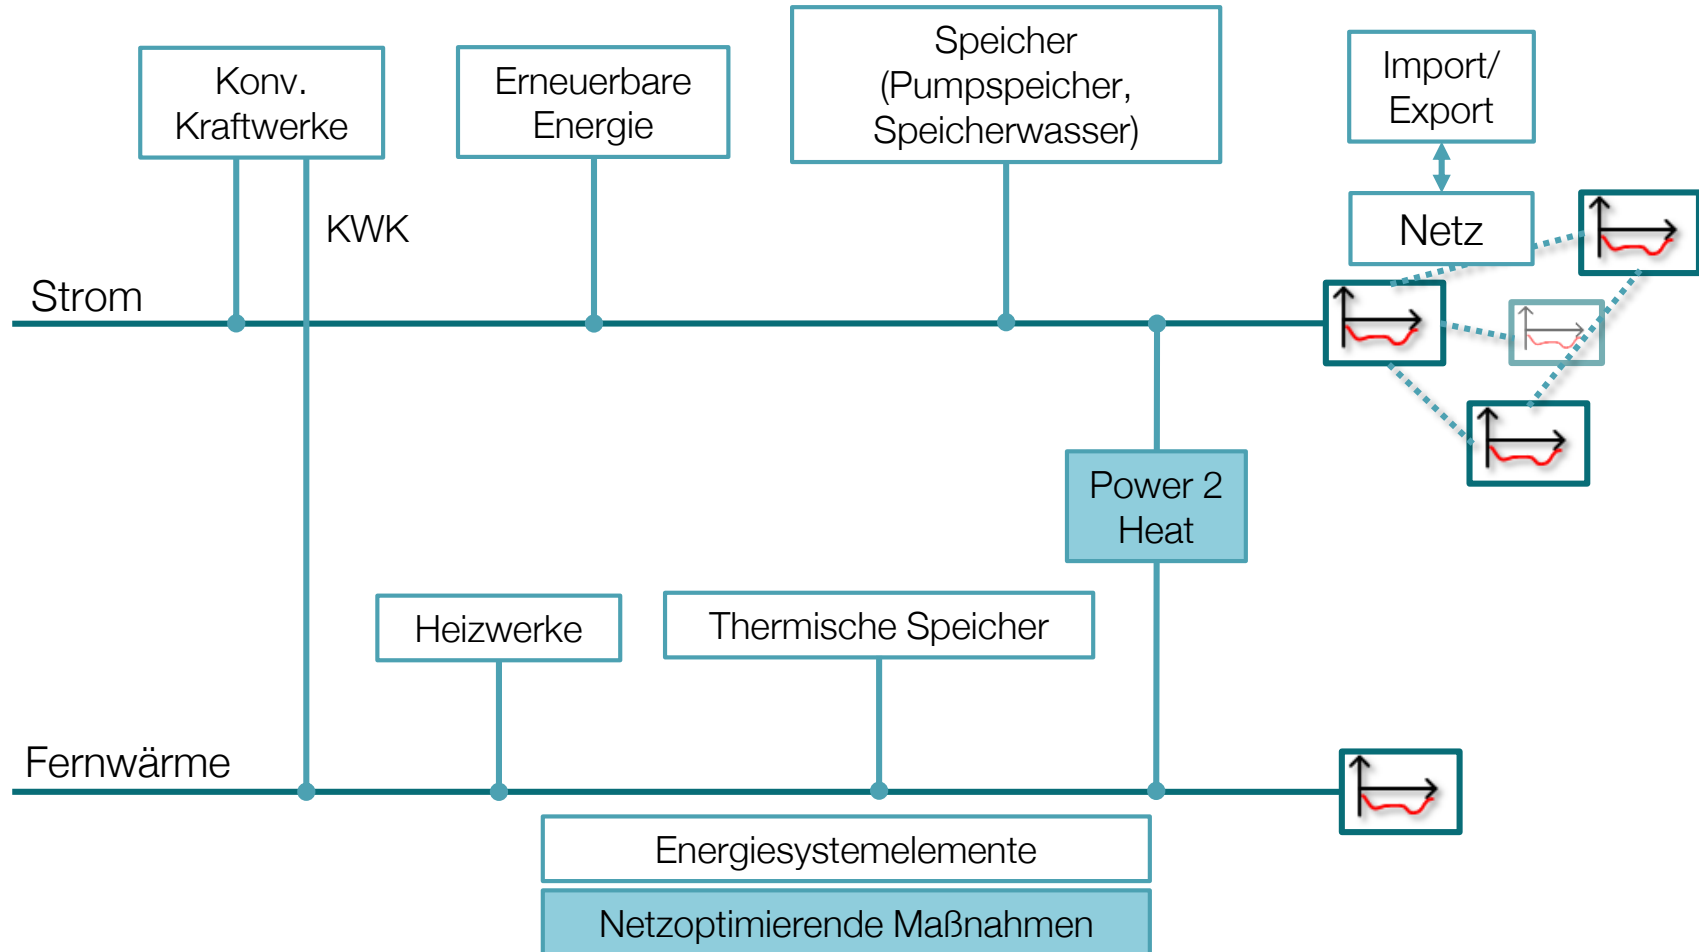 Konv.
Kraftwerke
Erneuerbare
Energie
Speicher
(Pumpspeicher,
Speicherwasser)
Import/
Export
Netz
KWK
Strom
Power 2
Heat
Heizwerke
Thermische Speicher
Fernwärme
Energiesystemelemente
Netzoptimierende Maßnahmen